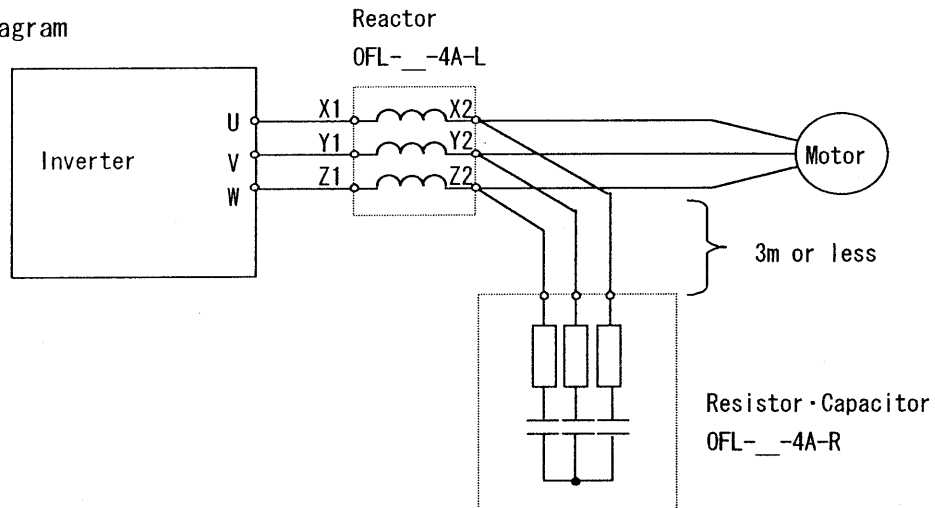 agram
Reactor
OFL-__-4A-L
Inverter
U
V
W
X1
Y1
Z1
X2
Y2
Z2
Motor
3m or less
Resistor・Capacitor
OFL-__-4A-R